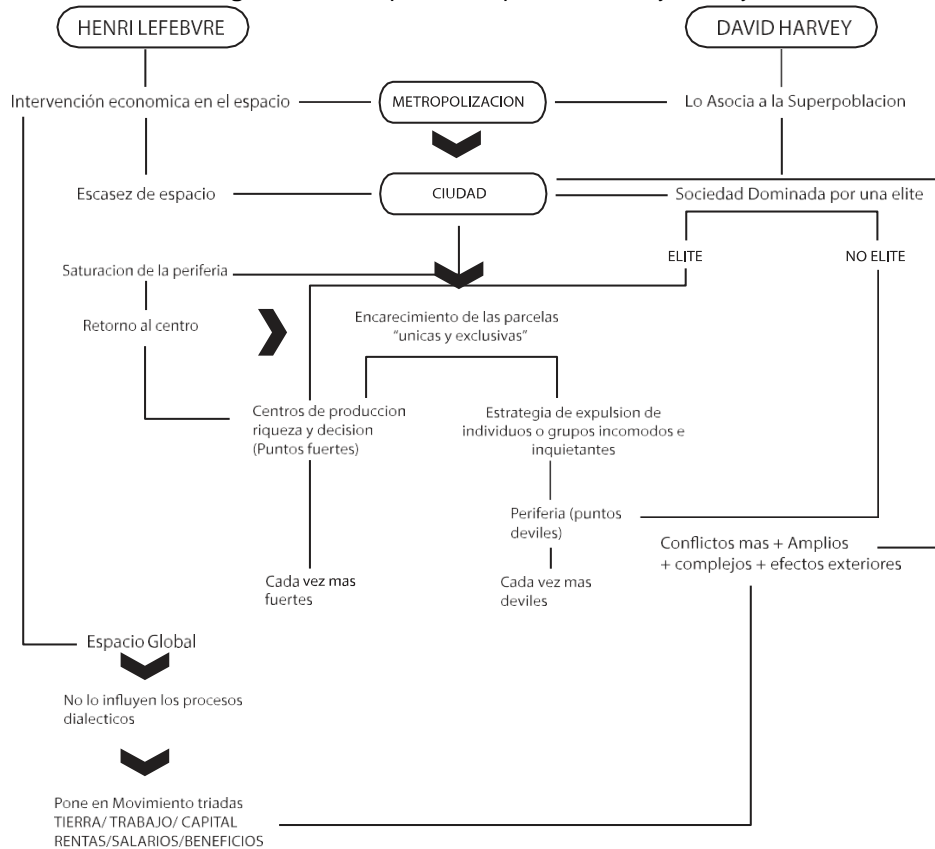 HENRI LEFEBVRE
DAVID HARVEY
Intervención economica en el espacio
METROPOLIZACION
Lo Asocia a la Superpoblacion
Escasez de espacio
CIUDAD
Sociedad Dominada por una elite
ELITE
NO ELITE
Saturacion de la periferia
Retorno al centro
Encarecimiento de las parcelas
"unicas y exclusivas"
Centros de produccion
riqueza y decision
(Puntos fuertes)
Estrategia de expulsion de
individuos o grupos incomodos e
inquietantes
Periferia (puntos
deviles)
Conflictos mas + Amplios
+ complejos + efectos exteriores
Cada vez mas
fuertes
Cada vez mas
deviles
Espacio Global
No lo influyen los procesos
dialecticos
Pone en Movimiento triadas
TIERRA/ TRABAJO/ CAPITAL
RENTAS/SALARIOS/BENEFICIOS